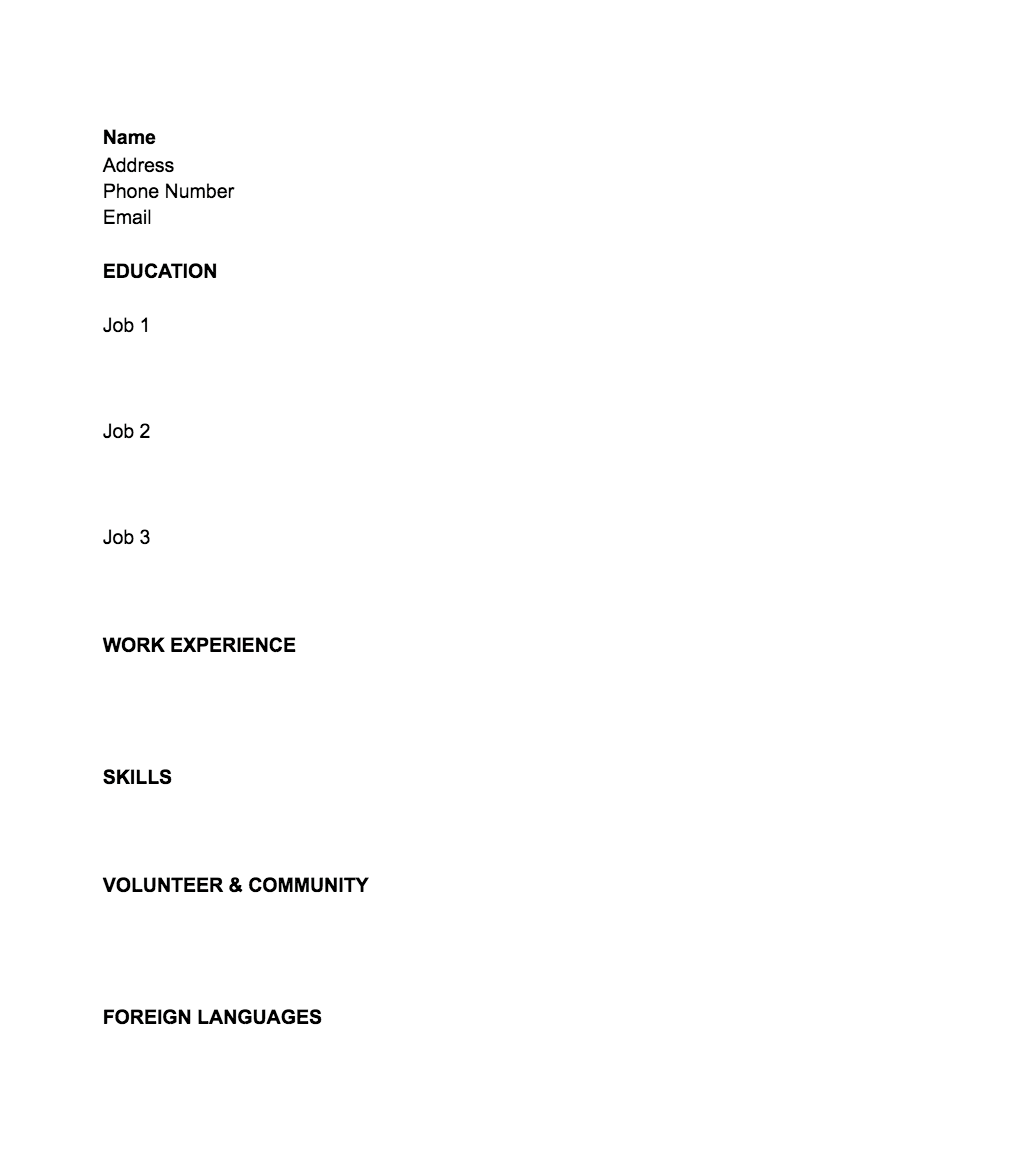 Name
Address
Phone Number
Email
EDUCATION
Job 1
Job 2
Job 3
WORK EXPERIENCE
SKILLS
VOLUNTEER & COMMUNITY
FOREIGN LANGUAGES